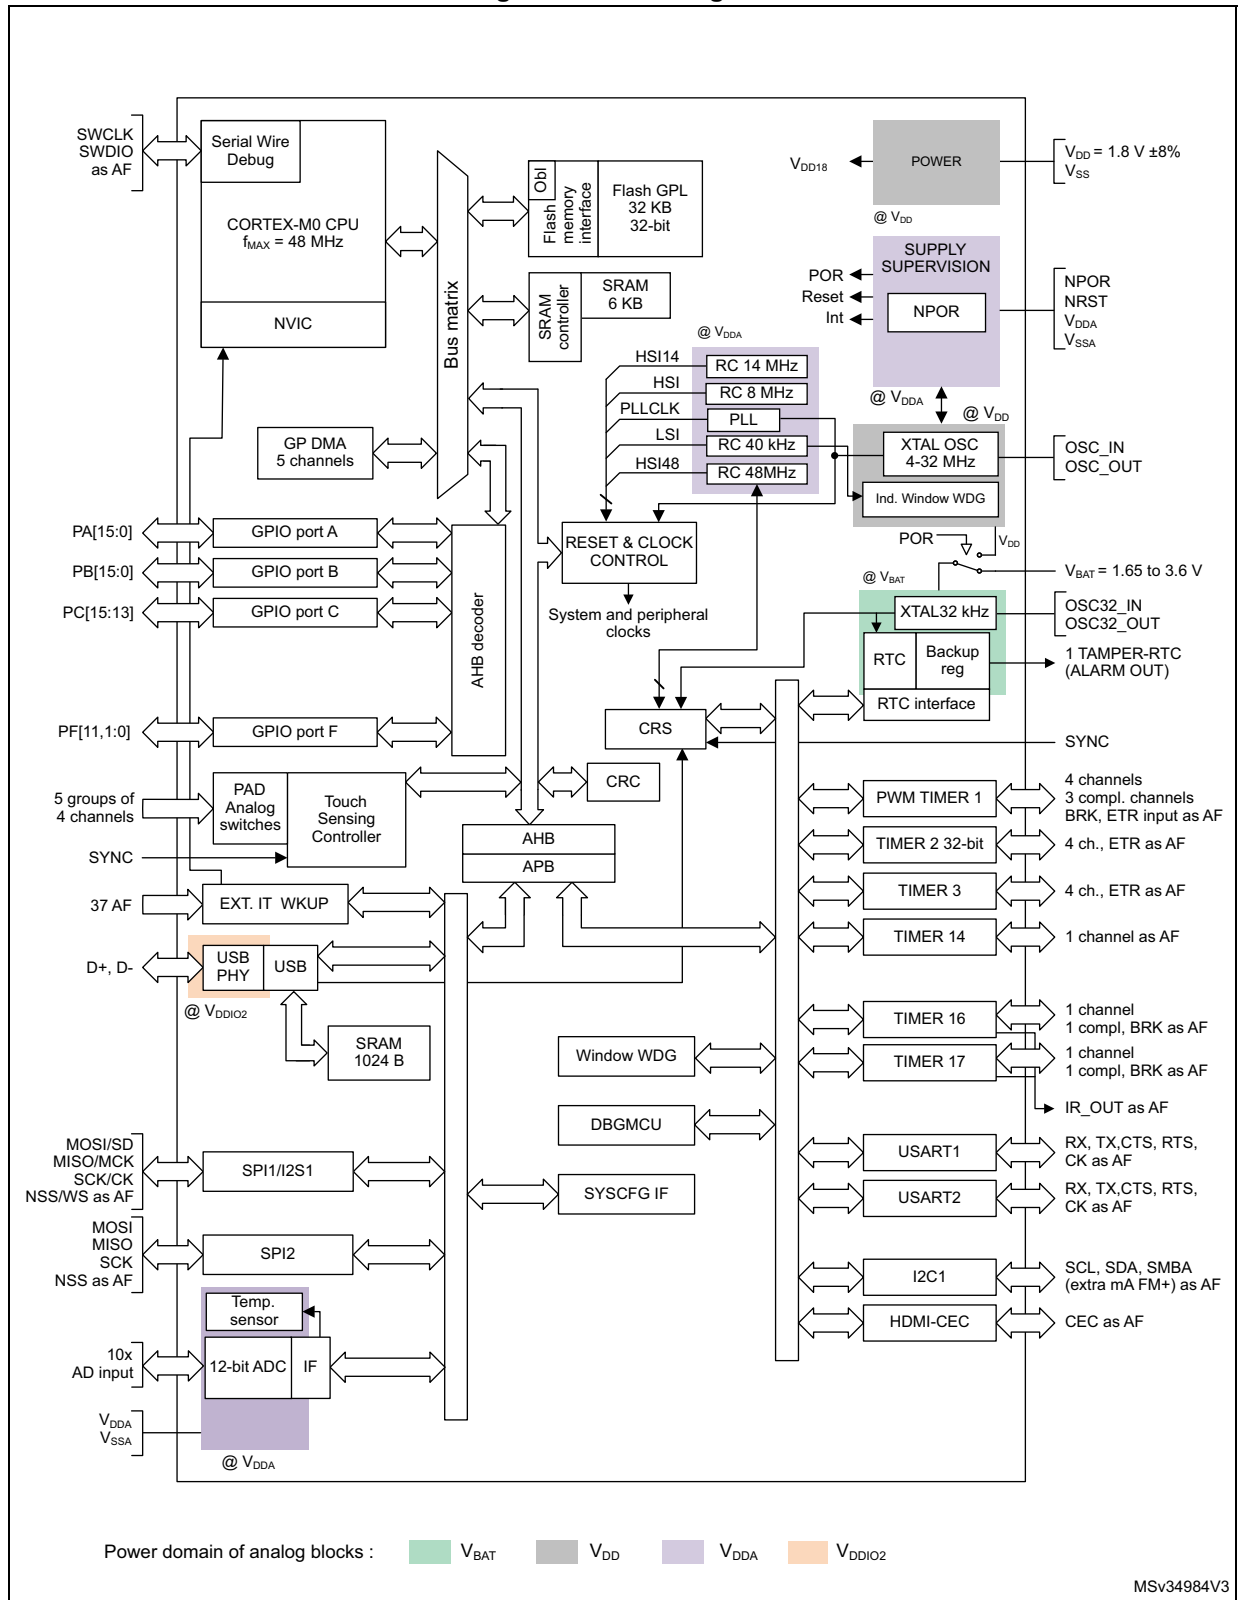 SWCLK
SWDIO
as AF
Serial Wire
Debug
CORTEX-M0 CPU
fMAX = 48 MHz
NVIC
Bus matrix
Obl
Flash
memory
interface
Flash GPL
32 KB
32-bit
SRAM
controller
SRAM
6 KB
VDD18
POWER
VDD = 1.8 V ±8%
VSS
@ VDD
SUPPLY
SUPERVISION
POR
Reset
Int
NPOR
NPOR
NRST
VDDA
VSSA
@ VDDA
HSI14
RC 14 MHz
HSI
RC 8 MHz
PLLCLK
PLL
LSI
RC 40 kHz
HSI48
RC 48MHz
@ VDDA
@ VDD
XTAL OSC
4-32 MHz
OSC_IN
OSC_OUT
Ind. Window WDG
GP DMA
5 channels
PA[15:0]
GPIO port A
PB[15:0]
GPIO port B
PC[15:13]
GPIO port C
PF[11,1:0]
GPIO port F
AHB decoder
RESET & CLOCK
CONTROL
System and peripheral
clocks
POR
VDD
VBAT = 1.65 to 3.6 V
@ VBAT
XTAL32 kHz
OSC32_IN
OSC32_OUT
RTC
Backup
reg
1 TAMPER-RTC
(ALARM OUT)
RTC interface
CRS
SYNC
5 groups of
4 channels
PAD
Analog
switches
Touch
Sensing
Controller
SYNC
CRC
AHB
APB
37 AF
EXT. IT WKUP
D+, D-
USB
PHY
USB
@ VDDIO2
SRAM
1024 B
PWM TIMER 1
4 channels
3 compl. channels
BRK, ETR input as AF
TIMER 2 32-bit
4 ch., ETR as AF
TIMER 3
4 ch., ETR as AF
TIMER 14
1 channel as AF
TIMER 16
1 channel
1 compl, BRK as AF
TIMER 17
1 channel
1 compl, BRK as AF
IR_OUT as AF
Window WDG
DBGMCU
SYSCFG IF
MOSI/SD
MISO/MCK
SCK/CK
NSS/WS as AF
SPI1/I2S1
MOSI
MISO
SCK
NSS as AF
SPI2
USART1
RX, TX,CTS, RTS,
CK as AF
USART2
RX, TX,CTS, RTS,
CK as AF
I2C1
SCL, SDA, SMBA
(extra mA FM+) as AF
HDMI-CEC
CEC as AF
Temp.
sensor
10x
AD input
12-bit ADC
IF
VDDA
VSSA
@ VDDA
Power domain of analog blocks :
VBAT
VDD
VDDA
VDDIO2
MSv34984V3